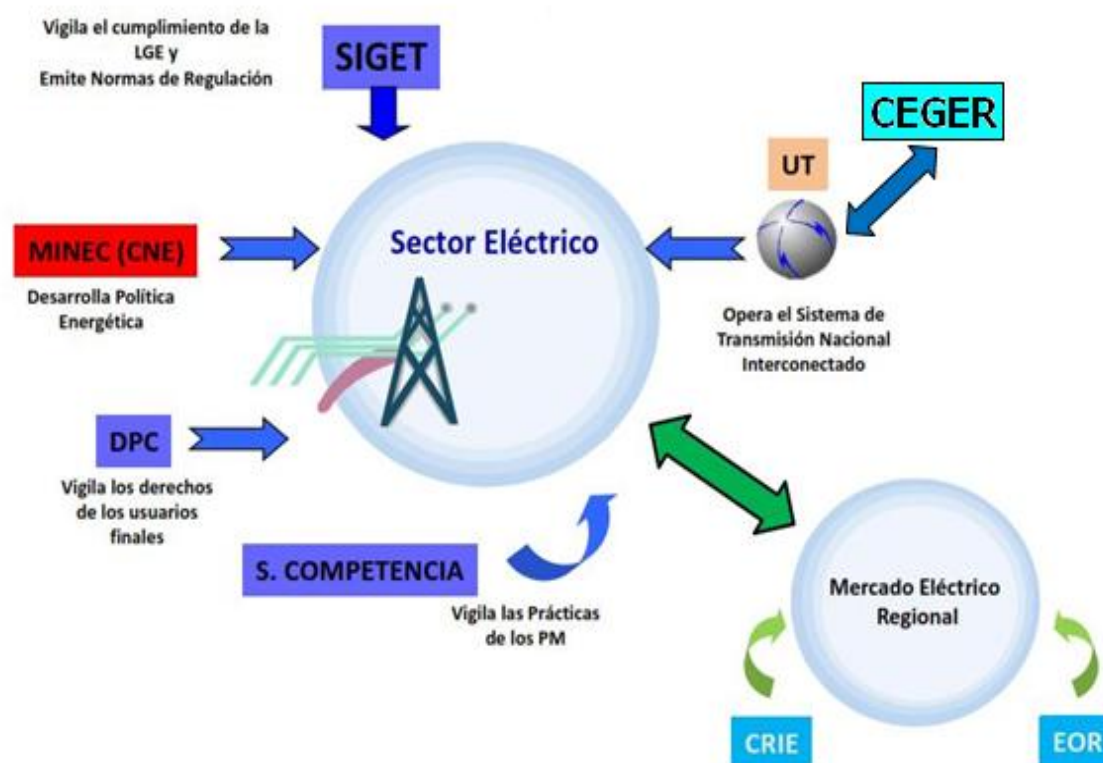 Vigila el cumplimiento de la
LGE y
Emite Normas de Regulación
SIGET
CEGER
UT
MINEC (CNE)
Sector Eléctrico
Desarrolla Política
Energética
Opera el Sistema de
Transmisión Nacional
Interconectado
DPC
Vigila los derechos
de los usuarios
finales
S. COMPETENCIA
Vigila las Prácticas
de los PM
Mercado Eléctrico
Regional
CRIE
EOR